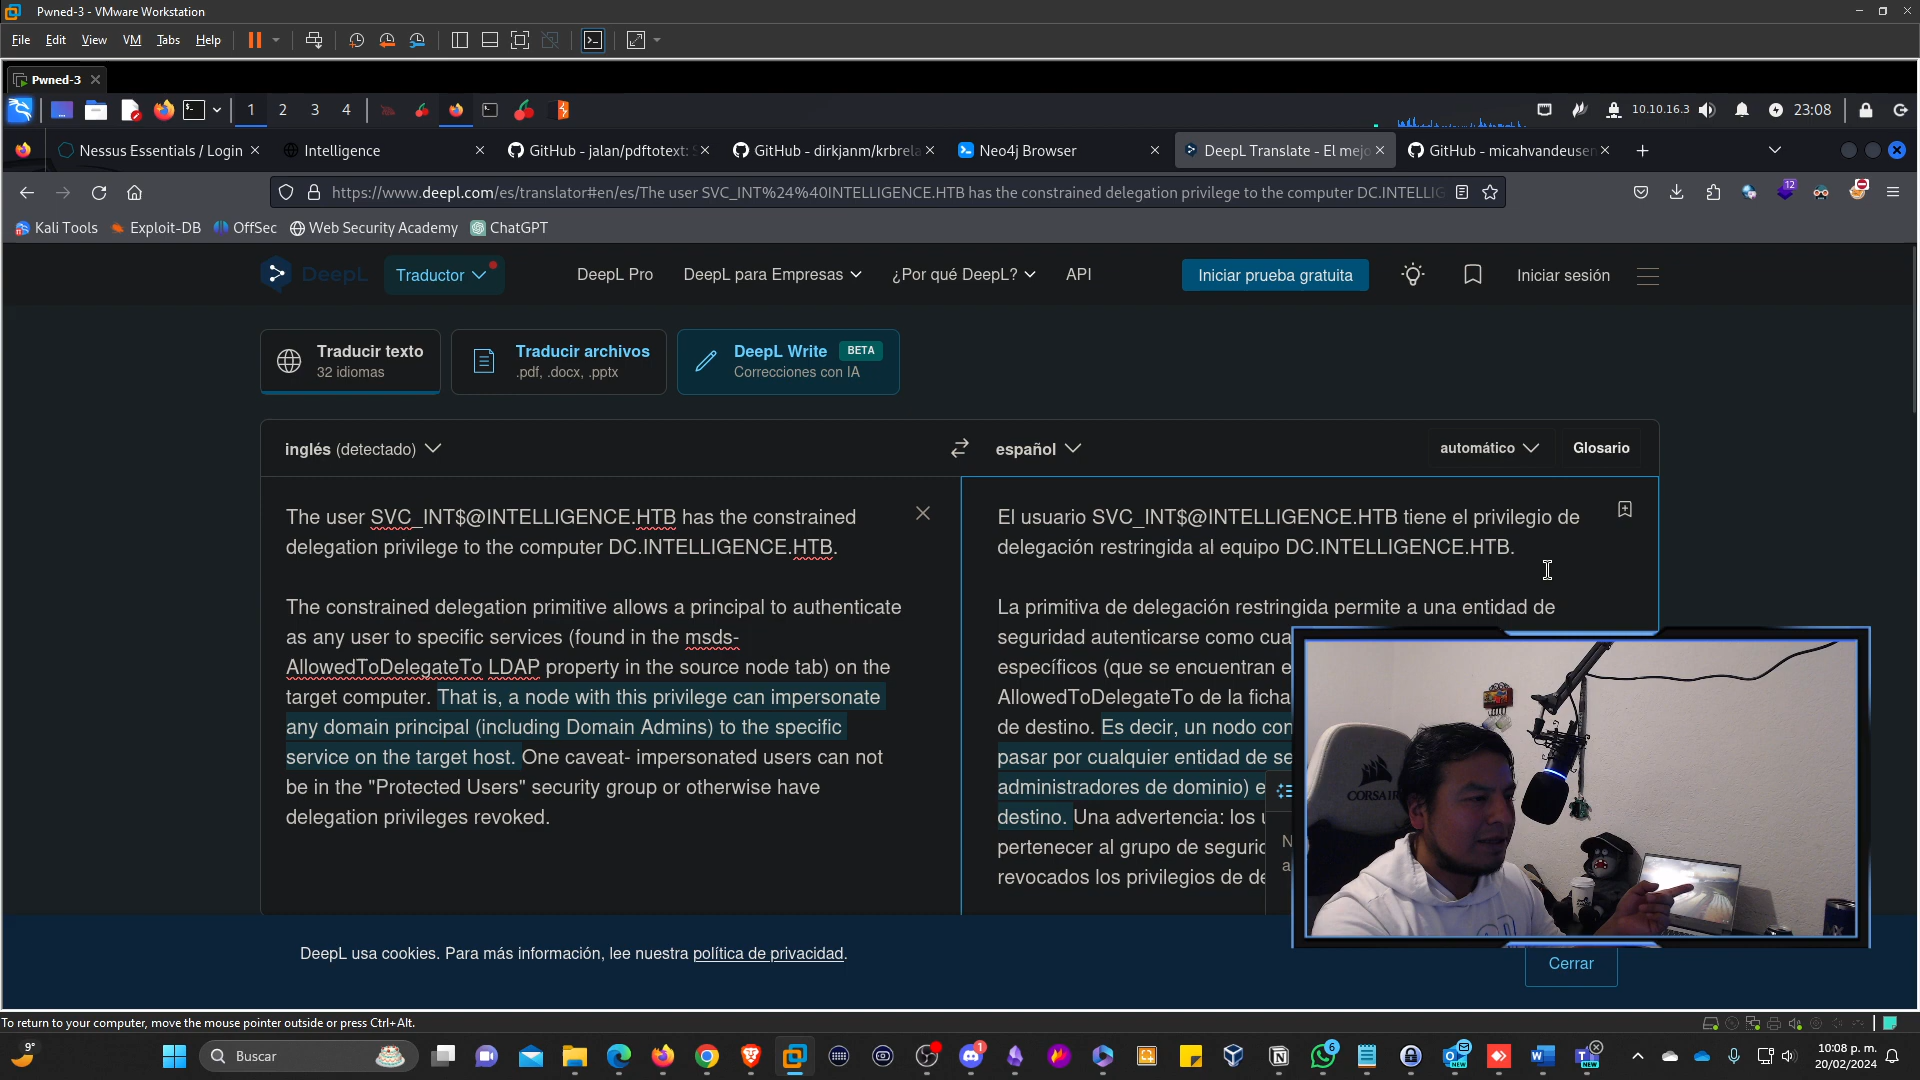 Pwned-3 - VMware Workstation
File Edit View VM Tabs Help
Pwned-3
1 2 3 4
10.10.16.3
23:08
Nessus Essentials / Login
Intelligence
GitHub - jalan/pdftotext:
GitHub - dirkjanm/krbrela
Neo4j Browser
DeepL Translate - El mejo
GitHub - micahvandeusen
https://www.deepl.com/es/translator#en/es/The user SVC_INT%24%40INTELLIGENCE.HTB has the constrained delegation privilege to the computer DC.INTELLIG
12
Kali Tools
Exploit-DB
OffSec
Web Security Academy
ChatGPT
DeepL
Traductor
DeepL Pro
DeepL para Empresas
¿Por qué DeepL?
API
Iniciar prueba gratuita
Iniciar sesión
Traducir texto
32 idiomas
Traducir archivos
.pdf, .docx, .pptx
DeepL Write BETA
Correcciones con IA
inglés (detectado)
español
automático
Glosario
The user SVC_INT$@INTELLIGENCE.HTB has the constrained
delegation privilege to the computer DC.INTELLIGENCE.HTB.
The constrained delegation primitive allows a principal to authenticate
as any user to specific services (found in the msds-
AllowedToDelegateTo LDAP property in the source node tab) on the
target computer. That is, a node with this privilege can impersonate
any domain principal (including Domain Admins) to the specific
service on the target host. One caveat- impersonated users can not
be in the "Protected Users" security group or otherwise have
delegation privileges revoked.
El usuario SVC_INT$@INTELLIGENCE.HTB tiene el privilegio de
delegación restringida al equipo DC.INTELLIGENCE.HTB.
La primitiva de delegación restringida permite a una entidad de
seguridad autenticarse como cua
específicos (que se encuentran e
AllowedToDelegateTo de la ficha
de destino. Es decir, un nodo con
pasar por cualquier entidad de se
administradores de dominio) e
destino. Una advertencia: los
pertenecer al grupo de segurid
revocados los privilegios de de
CORSAIR
DeepL usa cookies. Para más información, lee nuestra política de privacidad.
Cerrar
To return to your computer, move the mouse pointer outside or press Ctrl+Alt.
9°
Buscar
1
6
NEW
NEW
10:08 p. m.
20/02/2024